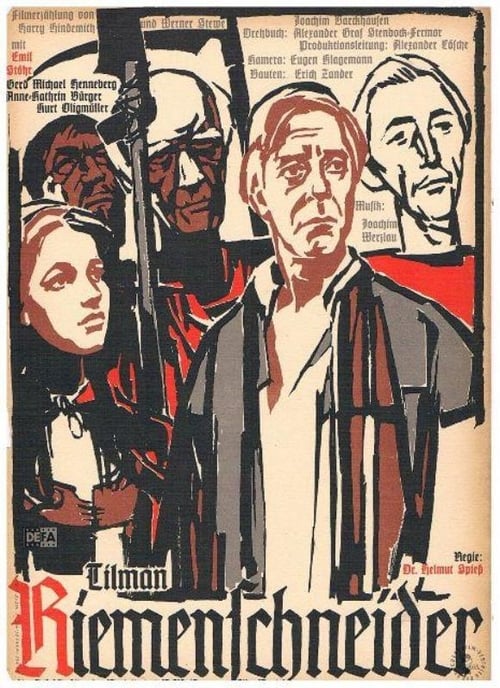 Filmerzählung von
Harry Hindemith
und Werner Stewe
mit
Emil
Stöhr
Gerd Michael Henneberg
Anne-Kathrin Bürger
Kurt Oligmüller
Joachim Barckhausen
Drehbuch: Alexander Graf Stenbock-Fermor
Produktionsleitung: Alexander Lösche
Kamera: Eugen Klagemann
Bauten: Erich Zander
Musik:
Joachim
Werzlau
DEFA
Regie:
Dr. Helmut Spieß
Tilman
Riemenſchneider